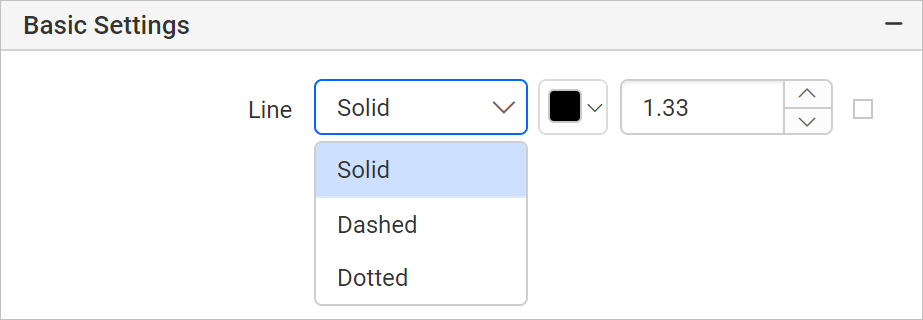 Basic Settings
Line Solid 1.33
Solid
Dashed
Dotted